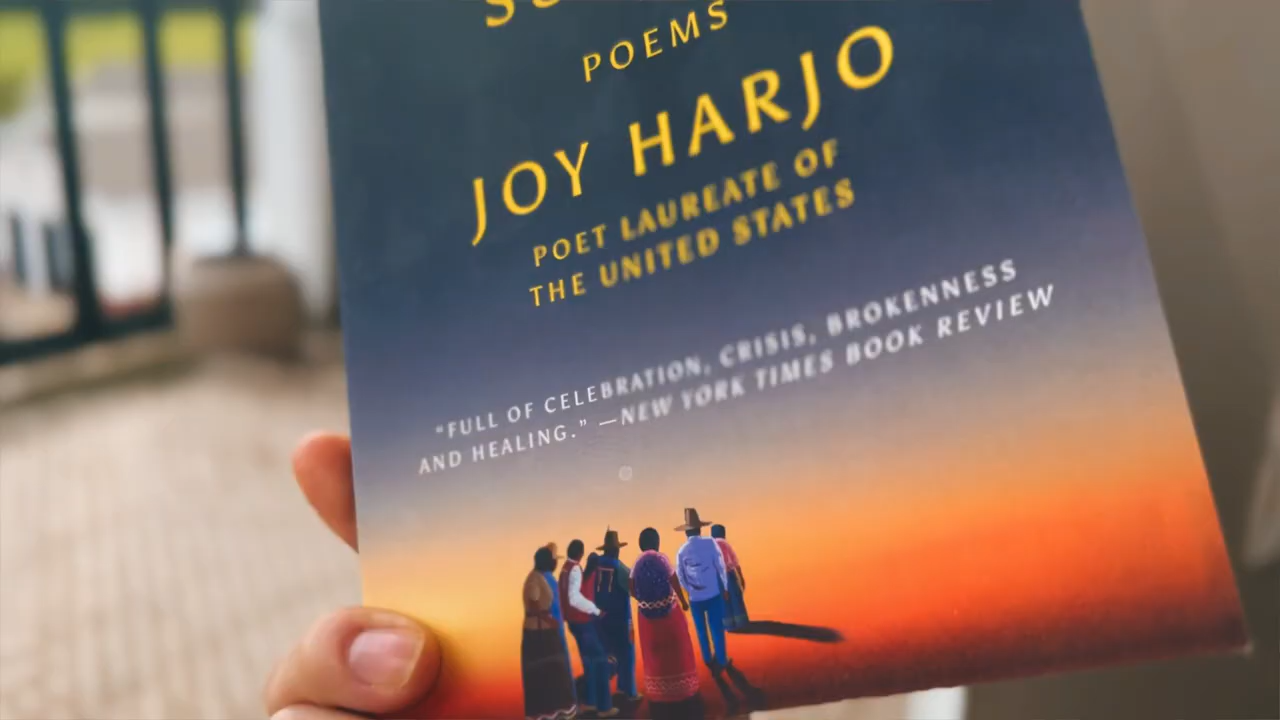 POEMS
JOY HARJO
POET LAUREATE OF
THE UNITED STATES
“FULL OF CELEBRATION, CRISIS, BROKENNESS
AND HEALING.” —NEW YORK TIMES BOOK REVIEW